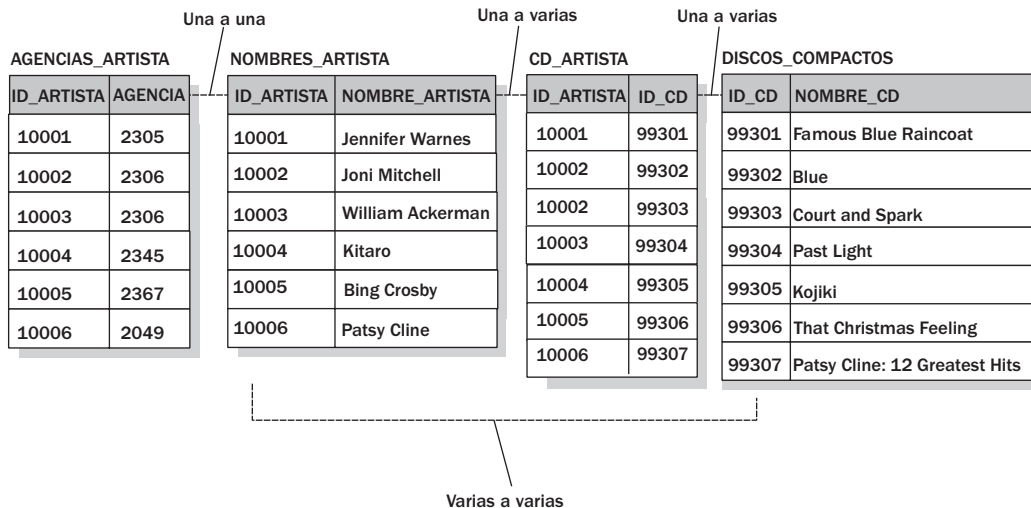 Una a una
Una a varias
Una a varias
AGENCIAS_ARTISTA
ID_ARTISTA AGENCIA
10001 2305
10002 2306
10003 2306
10004 2345
10005 2367
10006 2049
NOMBRES_ARTISTA
ID_ARTISTA NOMBRE_ARTISTA
10001 Jennifer Warnes
10002 Joni Mitchell
10003 William Ackerman
10004 Kitaro
10005 Bing Crosby
10006 Patsy Cline
CD_ARTISTA
ID_ARTISTA ID_CD
10001 99301
10002 99302
10002 99303
10003 99304
10004 99305
10005 99306
10006 99307
DISCOS_COMPACTOS
ID_CD NOMBRE_CD
99301 Famous Blue Raincoat
99302 Blue
99303 Court and Spark
99304 Past Light
99305 Kojiki
99306 That Christmas Feeling
99307 Patsy Cline: 12 Greatest Hits
Varias a varias